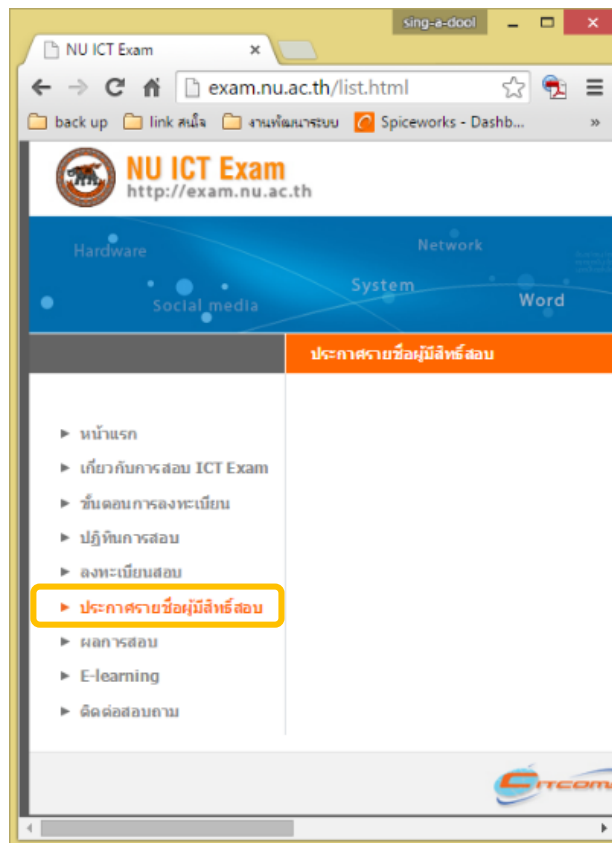 sing-a-dool
NU ICT Exam
exam.nu.ac.th/list.html
back up link สนใจ งานพัฒนาระบบ Spiceworks - Dashb... »
NU ICT Exam
http://exam.nu.ac.th
Hardware Network
System
Social media Word
ประกาศรายชื่อผู้มีสิทธิ์สอบ
หน้าแรก
เกี่ยวกับการสอบ ICT Exam
ขั้นตอนการลงทะเบียน
ปฏิทินการสอบ
ลงทะเบียนสอบ
ประกาศรายชื่อผู้มีสิทธิ์สอบ
ผลการสอบ
E-learning
ติดต่อสอบถาม
CITCOMS